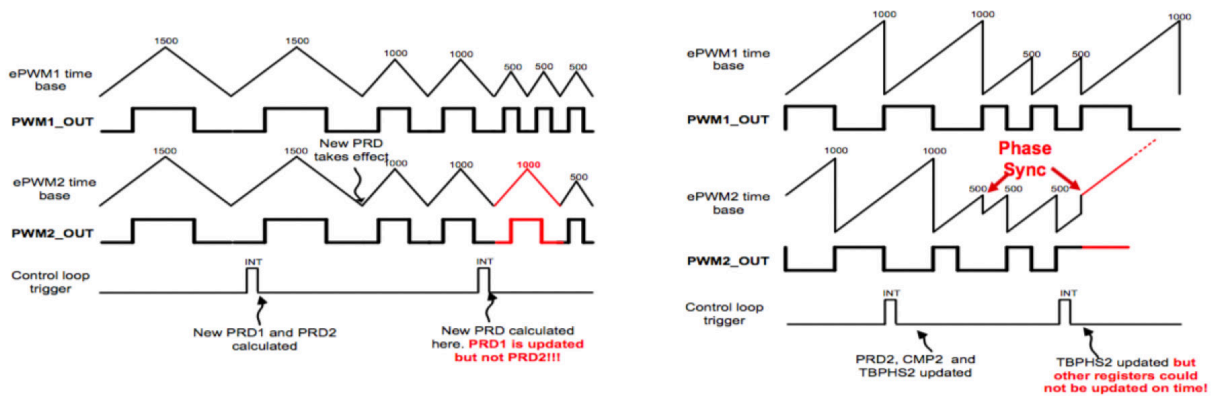 1500
1500
1000
1000
500
500
500
ePWM1 time
base
PWM1_OUT
New PRD
takes effect
1500
1500
1000
1000
1000
500
ePWM2 time
base
PWM2_OUT
Control loop
trigger
INT
INT
New PRD1 and PRD2
calculated
New PRD calculated
here. PRD1 is updated
but not PRD2!!!
1000
1000
500
500
1000
ePWM1 time
base
PWM1_OUT
Phase
Sync
1000
1000
500
500
500
ePWM2 time
base
PWM2_OUT
Control loop
trigger
INT
INT
PRD2, CMP2 and
TBPHS2 updated
TBPHS2 updated but
other registers could
not be updated on time!